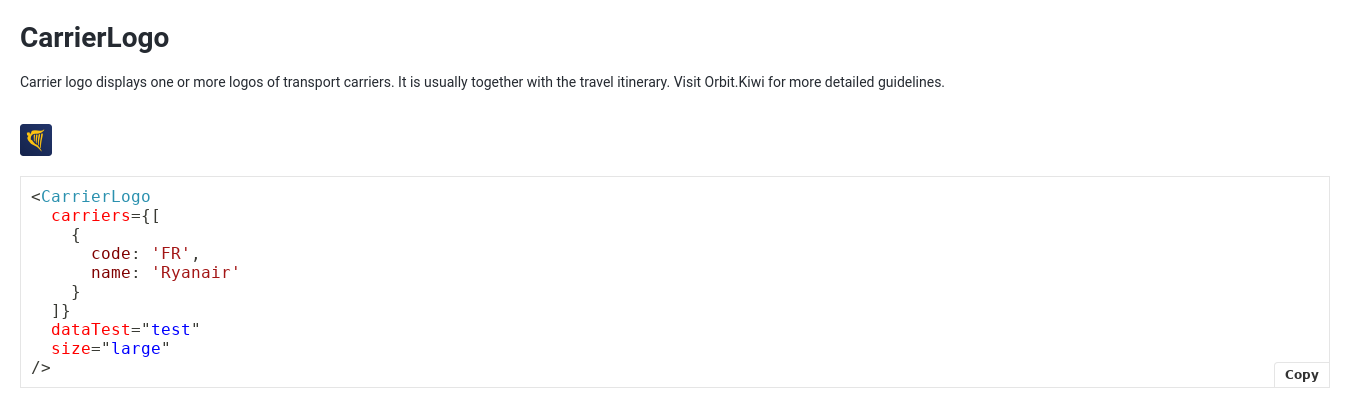 CarrierLogo
Carrier logo displays one or more logos of transport carriers. It is usually together with the travel itinerary. Visit Orbit.Kiwi for more detailed guidelines.
<CarrierLogo
  carriers={[
    {
      code: 'FR',
      name: 'Ryanair'
    }
  ]}
  dataTest="test"
  size="large"
/>
Copy